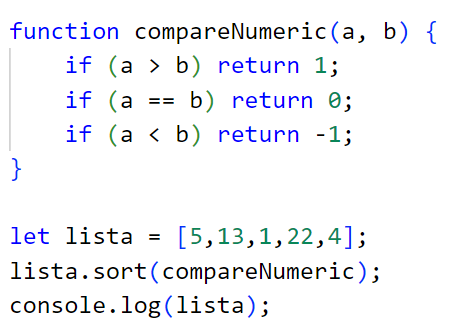 function compareNumeric(a, b) {
    if (a > b) return 1;
    if (a == b) return 0;
    if (a < b) return -1;
}

let lista = [5,13,1,22,4];
lista.sort(compareNumeric);
console.log(lista);